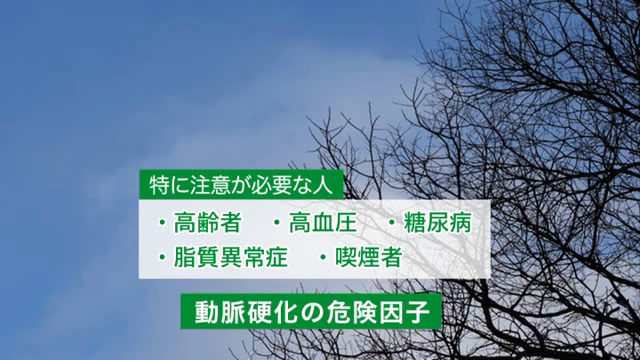 特に注意が必要な人
・高齢者 ・高血圧 ・糖尿病
・脂質異常症 ・喫煙者
動脈硬化の危険因子